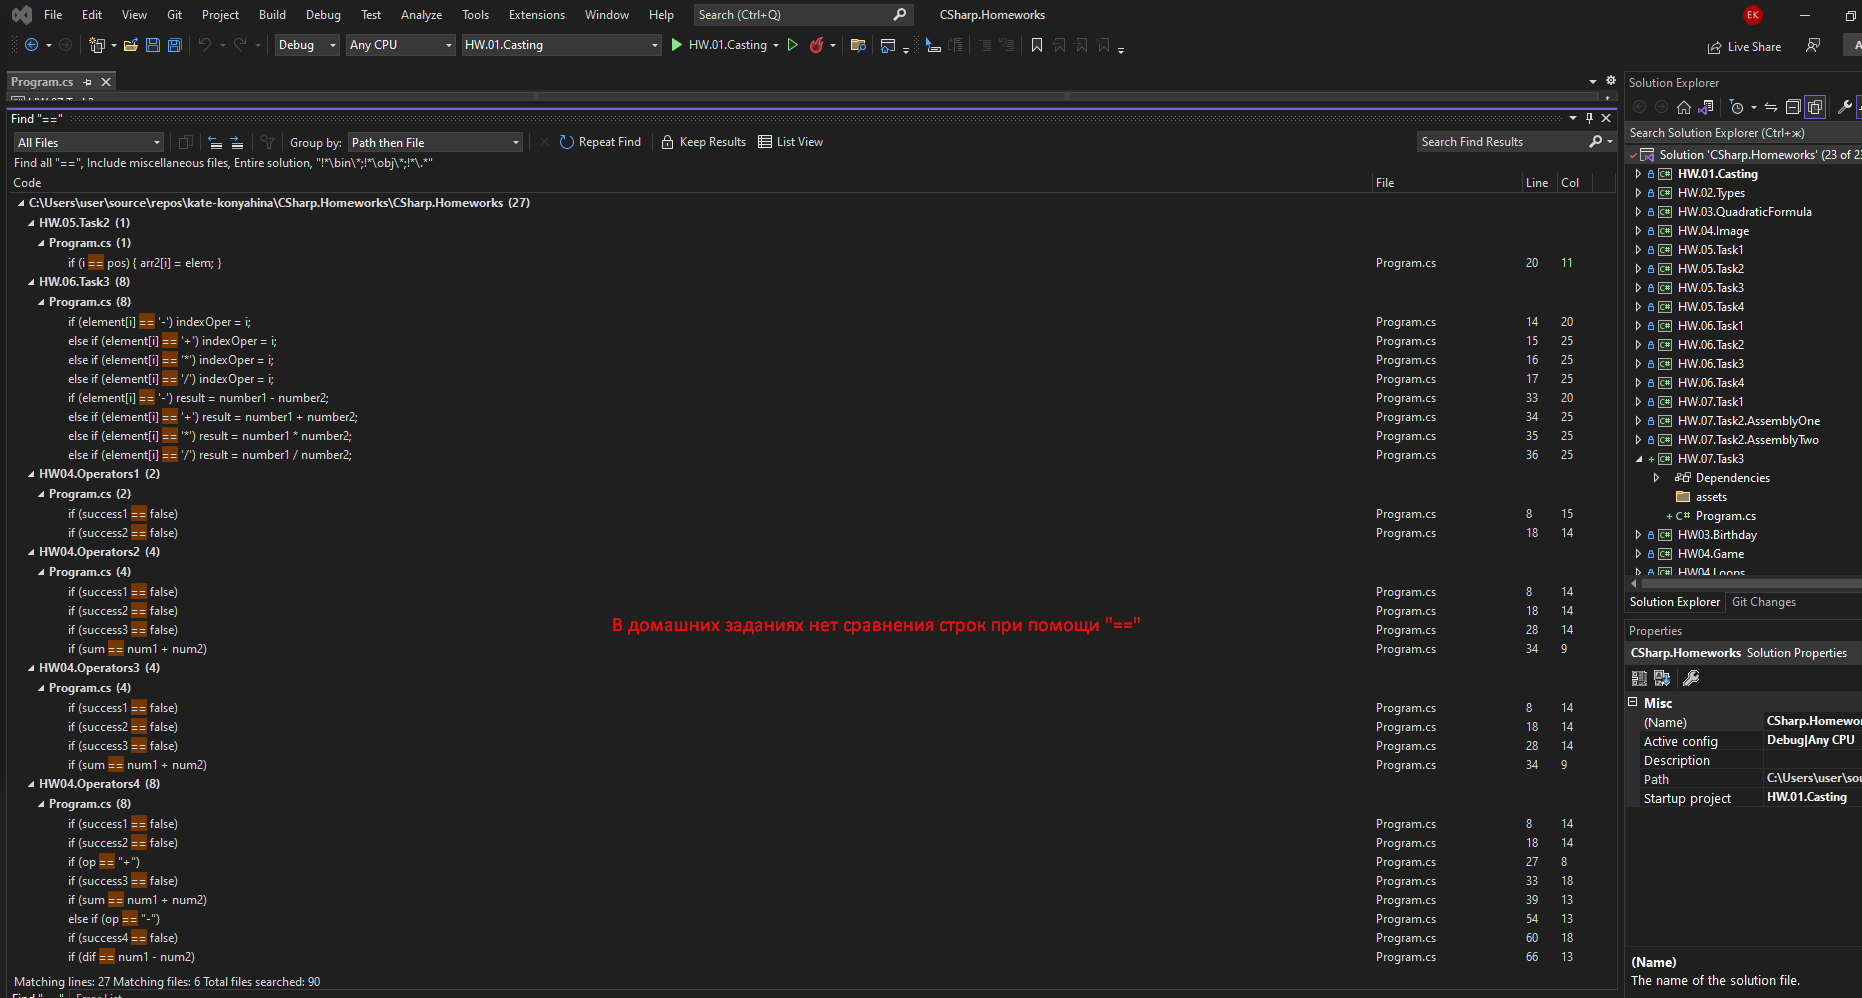 File Edit View Git Project Build Debug Test Analyze Tools Extensions Window Help Search (Ctrl+Q) CSharp.Homeworks EK
Debug Any CPU HW.01.Casting HW.01.Casting Live Share
Program.cs
Find "=="
All Files Group by: Path then File Repeat Find Keep Results List View Search Find Results
Find all "==", Include miscellaneous files, Entire solution, "!*\bin\*;!*\obj\*;!*\.*"
Code File Line Col
C:\Users\user\source\repos\kate-konyahina\CSharp.Homeworks\CSharp.Homeworks (27)
HW.05.Task2 (1)
Program.cs (1)
if (i == pos) { arr2[i] = elem; } Program.cs 20 11
HW.06.Task3 (8)
Program.cs (8)
if (element[i] == '-') indexOper = i; Program.cs 14 20
else if (element[i] == '+') indexOper = i; Program.cs 15 25
else if (element[i] == '*') indexOper = i; Program.cs 16 25
else if (element[i] == '/') indexOper = i; Program.cs 17 25
if (element[i] == '-') result = number1 - number2; Program.cs 33 20
else if (element[i] == '+') result = number1 + number2; Program.cs 34 25
else if (element[i] == '*') result = number1 * number2; Program.cs 35 25
else if (element[i] == '/') result = number1 / number2; Program.cs 36 25
HW04.Operators1 (2)
Program.cs (2)
if (success1 == false) Program.cs 8 15
if (success2 == false) Program.cs 18 14
HW04.Operators2 (4)
Program.cs (4)
if (success1 == false) Program.cs 8 14
if (success2 == false) Program.cs 18 14
if (success3 == false) Program.cs 28 14
В домашних заданиях нет сравнения строк при помощи "=="
if (sum == num1 + num2) Program.cs 34 9
HW04.Operators3 (4)
Program.cs (4)
if (success1 == false) Program.cs 8 14
if (success2 == false) Program.cs 18 14
if (success3 == false) Program.cs 28 14
if (sum == num1 + num2) Program.cs 34 9
HW04.Operators4 (8)
Program.cs (8)
if (success1 == false) Program.cs 8 14
if (success2 == false) Program.cs 18 14
if (op == "+") Program.cs 27 8
if (success3 == false) Program.cs 33 18
if (sum == num1 + num2) Program.cs 39 13
else if (op == "-") Program.cs 54 13
if (success4 == false) Program.cs 60 18
if (dif == num1 - num2) Program.cs 66 13
Matching lines: 27 Matching files: 6 Total files searched: 90
Solution Explorer
Search Solution Explorer (Ctrl+ж)
Solution 'CSharp.Homeworks' (23 of 23
HW.01.Casting
HW.02.Types
HW.03.QuadraticFormula
HW.04.Image
HW.05.Task1
HW.05.Task2
HW.05.Task3
HW.05.Task4
HW.06.Task1
HW.06.Task2
HW.06.Task3
HW.06.Task4
HW.07.Task1
HW.07.Task2.AssemblyOne
HW.07.Task2.AssemblyTwo
HW.07.Task3
Dependencies
assets
C# Program.cs
HW03.Birthday
HW04.Game
HW04.Loops
Solution Explorer Git Changes
Properties
CSharp.Homeworks Solution Properties
Misc
(Name) CSharp.Homewor
Active config Debug|Any CPU
Description
Path C:\Users\user\sou
Startup project HW.01.Casting
(Name)
The name of the solution file.